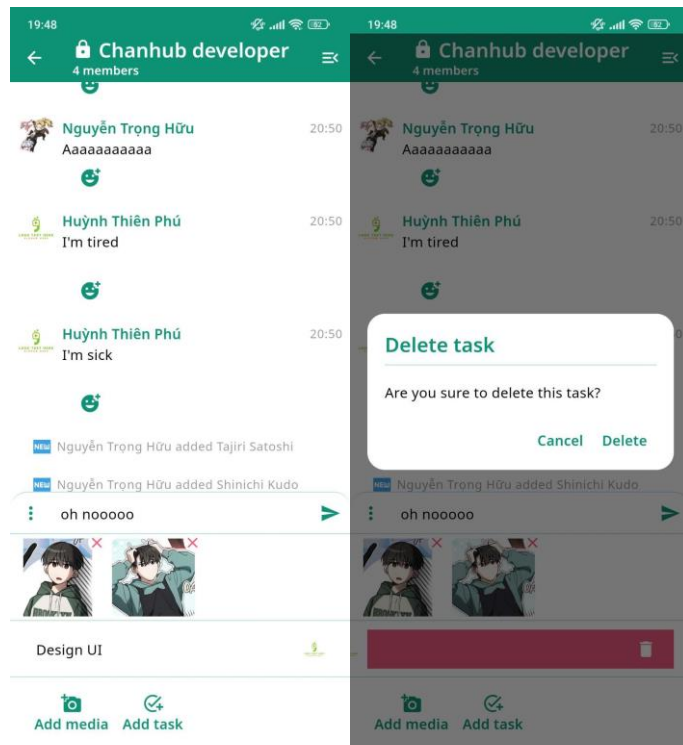 19:48
82
Chanhub developer
4 members
Nguyễn Trọng Hữu
20:50
Aaaaaaaaaaa
Huỳnh Thiên Phú
20:50
I'm tired
Huỳnh Thiên Phú
20:50
I'm sick
NEW Nguyễn Trọng Hữu added Tajiri Satoshi
NEW Nguyễn Trọng Hữu added Shinichi Kudo
oh nooooo
Design UI
Add media
Add task
19:48
82
Chanhub developer
4 members
Nguyễn Trọng Hữu
20:50
Aaaaaaaaaaa
Huỳnh Thiên Phú
20:50
I'm tired
Delete task
Are you sure to delete this task?
Cancel
Delete
NEW Nguyễn Trọng Hữu added Shinichi Kudo
oh nooooo
Add media
Add task